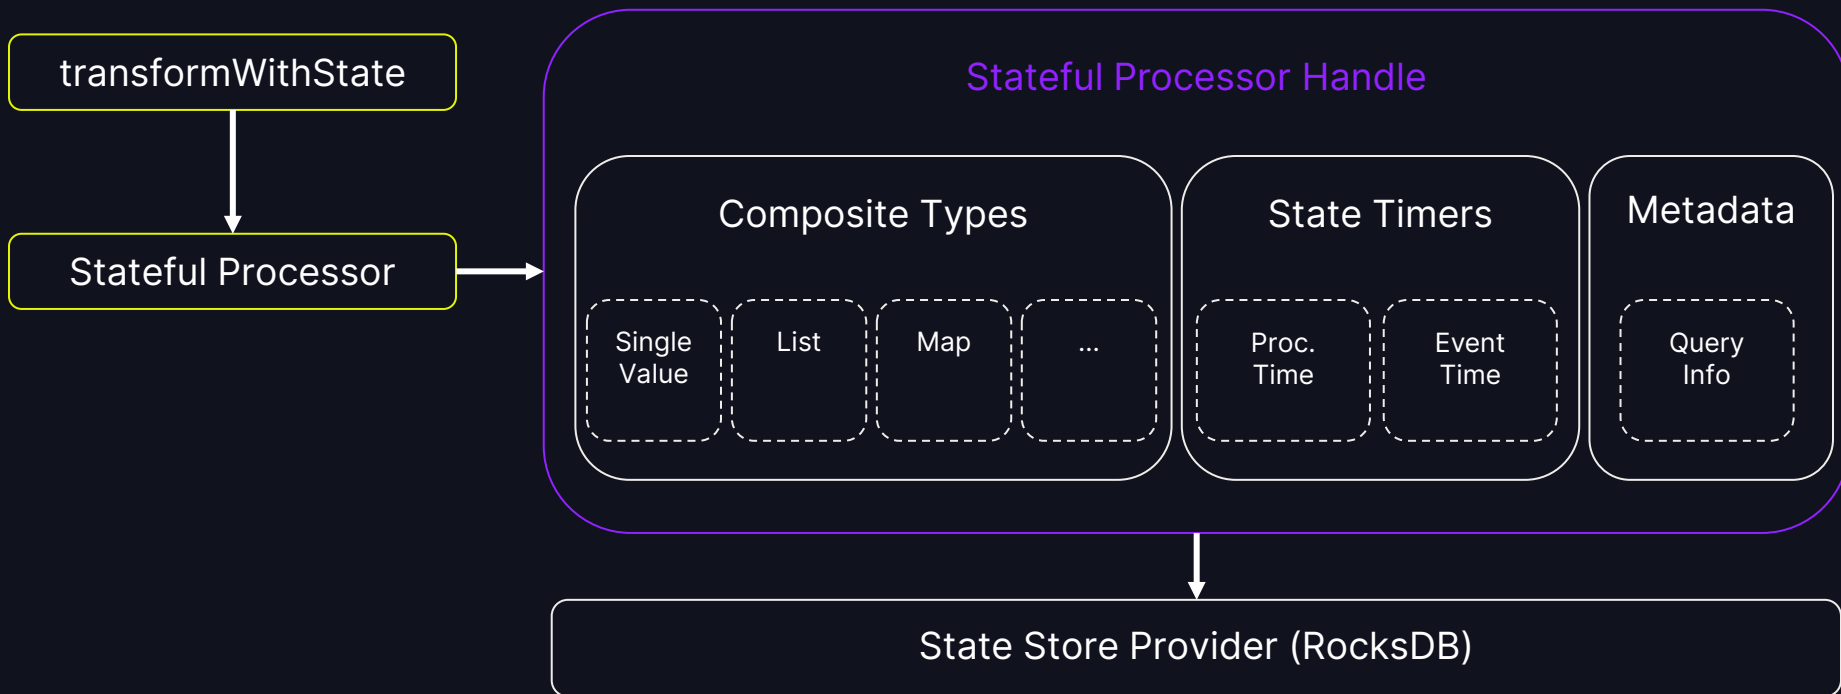 transformWithState
Stateful Processor
Stateful Processor Handle
Composite Types
Single
Value
List
Map
...
State Timers
Proc.
Time
Event
Time
Metadata
Query
Info
State Store Provider (RocksDB)